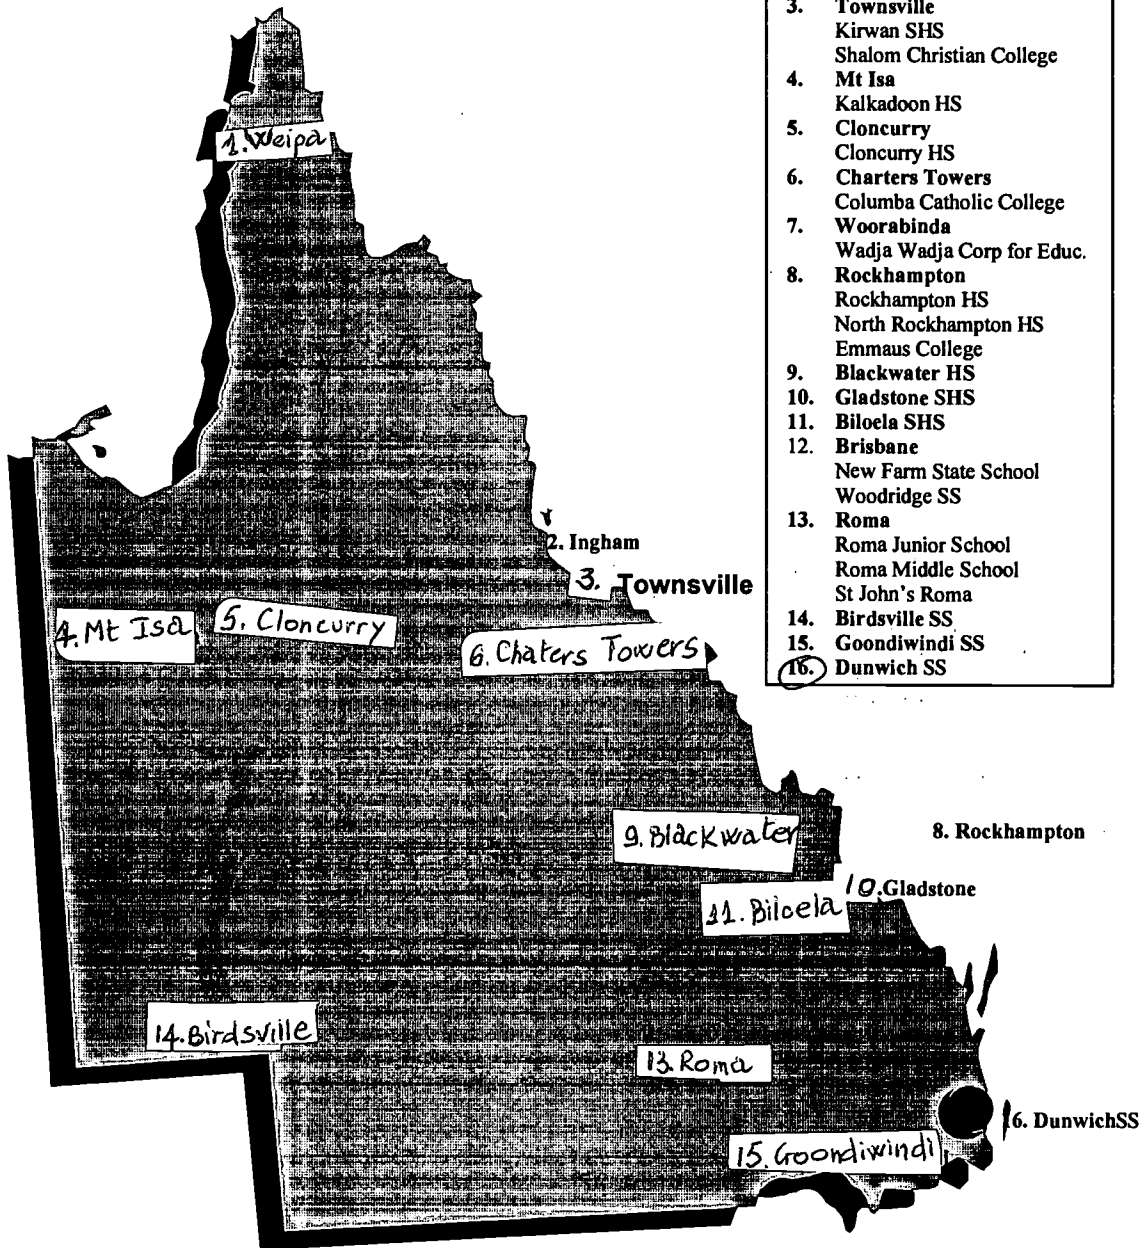 3. Townsville
Kirwan SHS
Shalom Christian College
4. Mt Isa
Kalkadoon HS
5. Cloncurry
Cloncurry HS
6. Charters Towers
Columba Catholic College
7. Woorabinda
Wadja Wadja Corp for Educ.
8. Rockhampton
Rockhampton HS
North Rockhampton HS
Emmaus College
9. Blackwater HS
10. Gladstone SHS
11. Biloela SHS
12. Brisbane
New Farm State School
Woodridge SS
13. Roma
Roma Junior School
Roma Middle School
St John's Roma
14. Birdsville SS
15. Goondiwindi SS
16. Dunwich SS
1. Weipa
2. Ingham
3. Townsville
4. Mt Isa
5. Cloncurry
6. Chaters Towers
9. Blackwater
8. Rockhampton
10. Gladstone
11. Biloela
14. Birdsville
13. Roma
16. DunwichSS
15. Goondiwindi